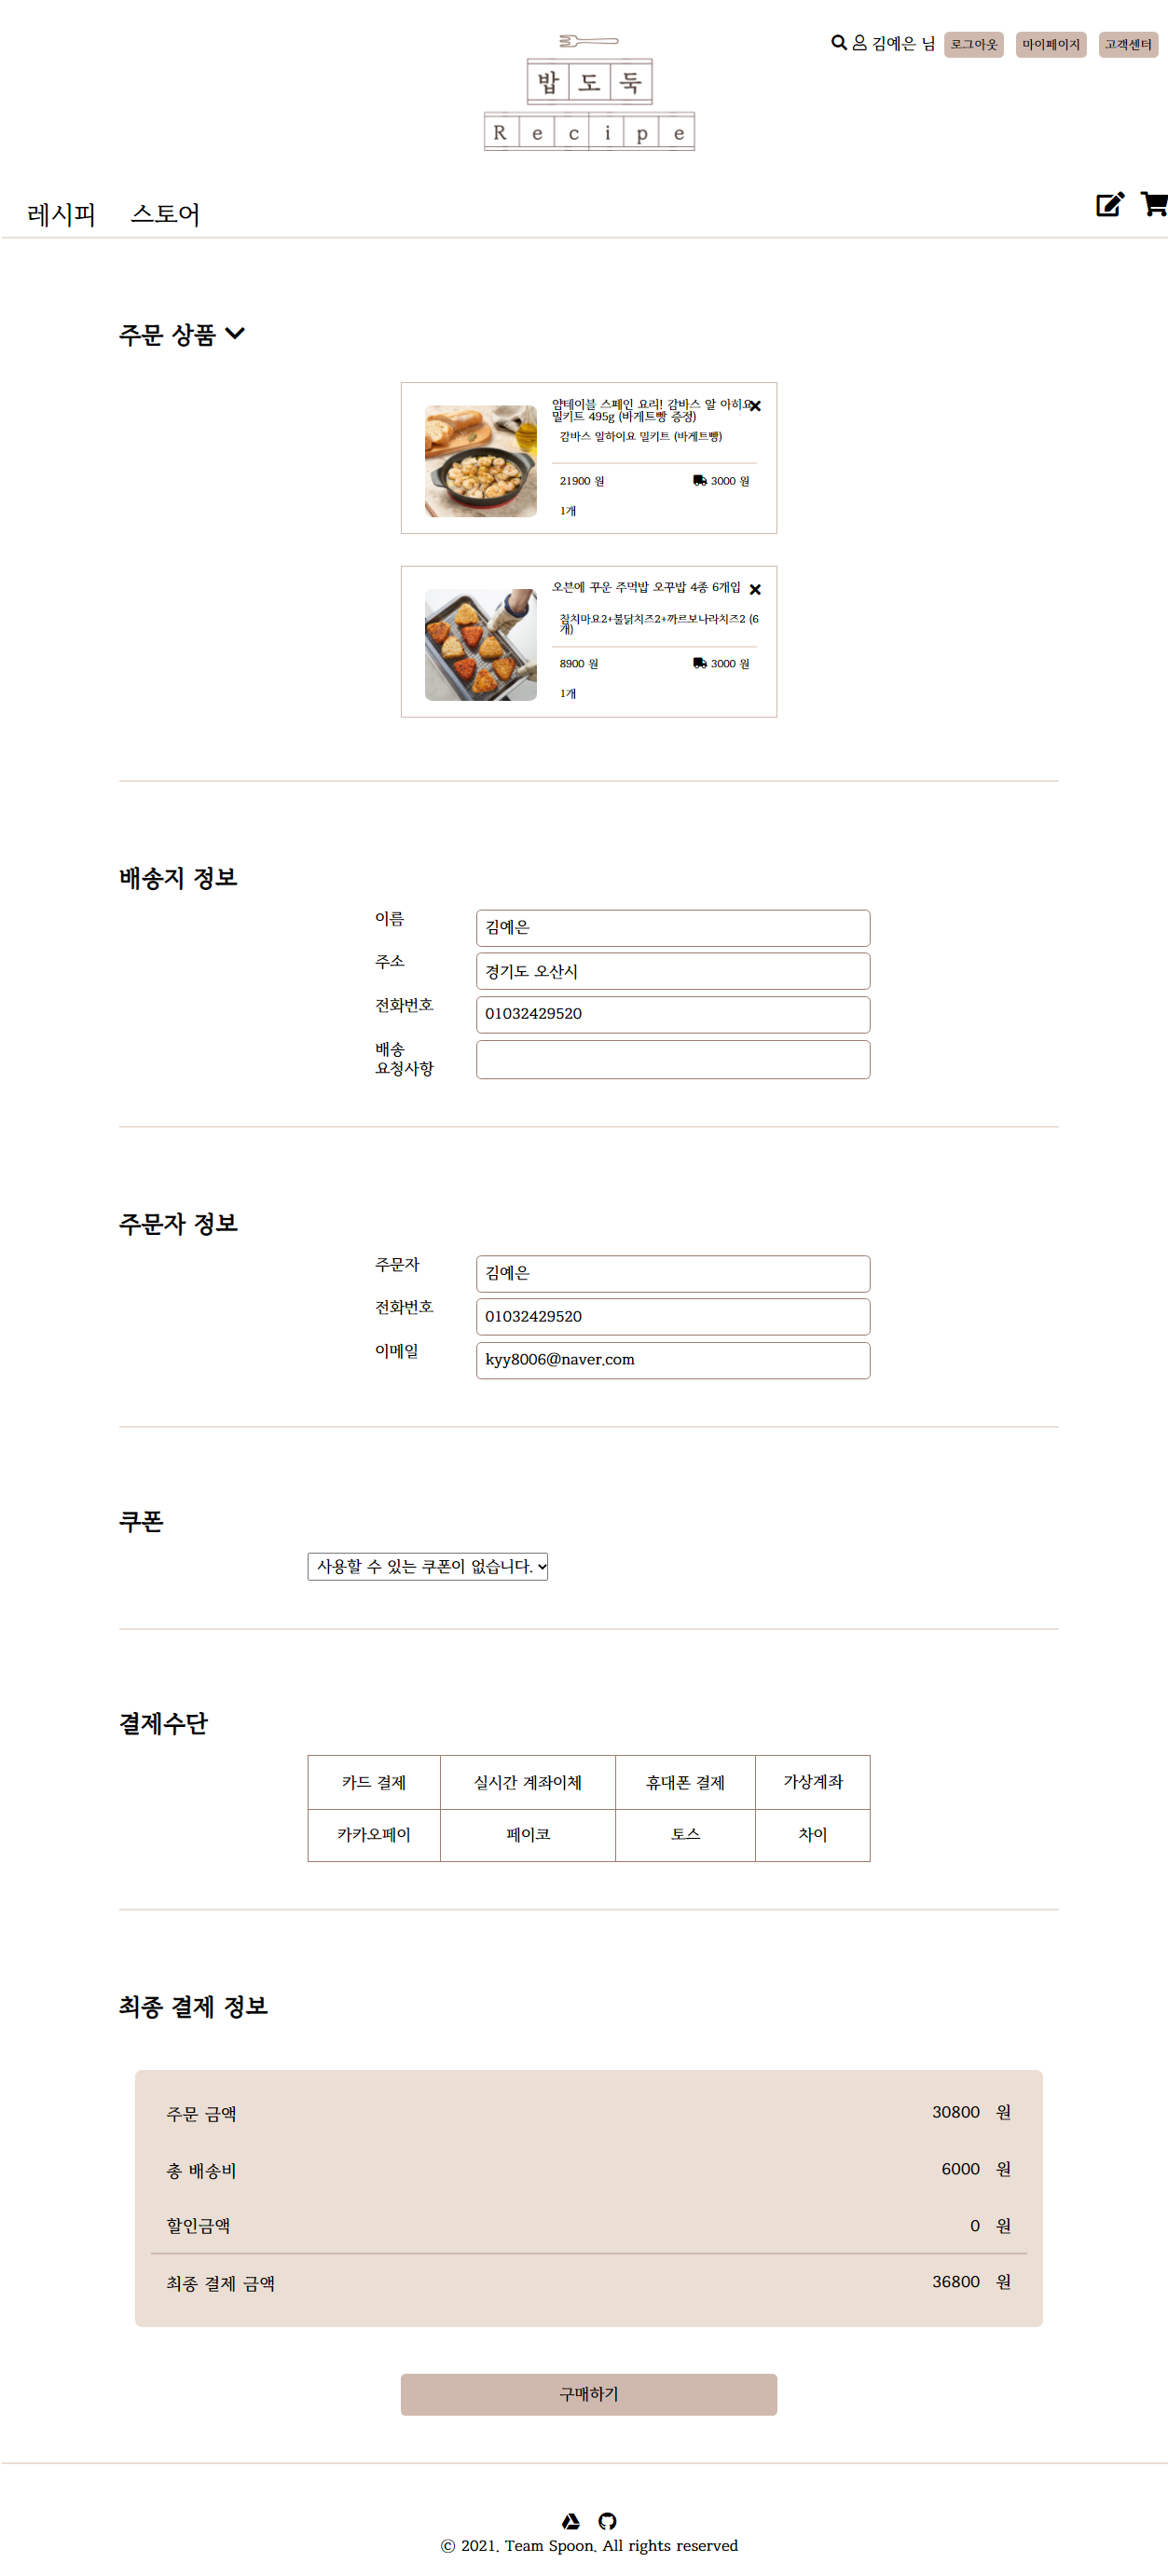 김예은 님 로그아웃 마이페이지 고객센터
밥도둑
Recipe
레시피 스토어
주문 상품
얌테이블 스페인 요리! 감바스 알 아히요
밀키트 495g (바게트빵 증정)
감바스 알하이요 밀키트 (바게트빵)
21900 원 3000 원
1개
오븐에 꾸운 주먹밥 오꾸밥 4종 6개입
참치마요2+불닭치즈2+까르보나라치즈2 (6
개)
8900 원 3000 원
1개
배송지 정보
이름 김예은
주소 경기도 오산시
전화번호 01032429520
배송
요청사항
주문자 정보
주문자 김예은
전화번호 01032429520
이메일 kyy8006@naver.com
쿠폰
사용할 수 있는 쿠폰이 없습니다.
결제수단
카드 결제 실시간 계좌이체 휴대폰 결제 가상계좌
카카오페이 페이코 토스 차이
최종 결제 정보
주문 금액 30800 원
총 배송비 6000 원
할인금액 0 원
최종 결제 금액 36800 원
구매하기
ⓒ 2021. Team Spoon. All rights reserved